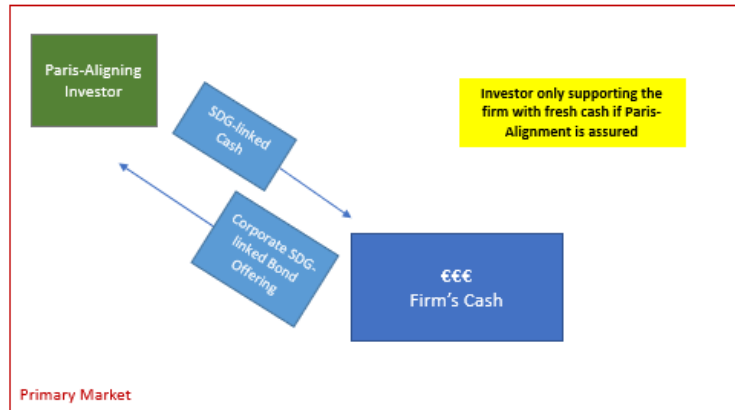 Paris-Aligning
Investor
SDG-linked
Cash
Investor only supporting the
firm with fresh cash if Paris-
Alignment is assured
Corporate SDG-
linked Bond
Offering
€€€
Firm's Cash
Primary Market